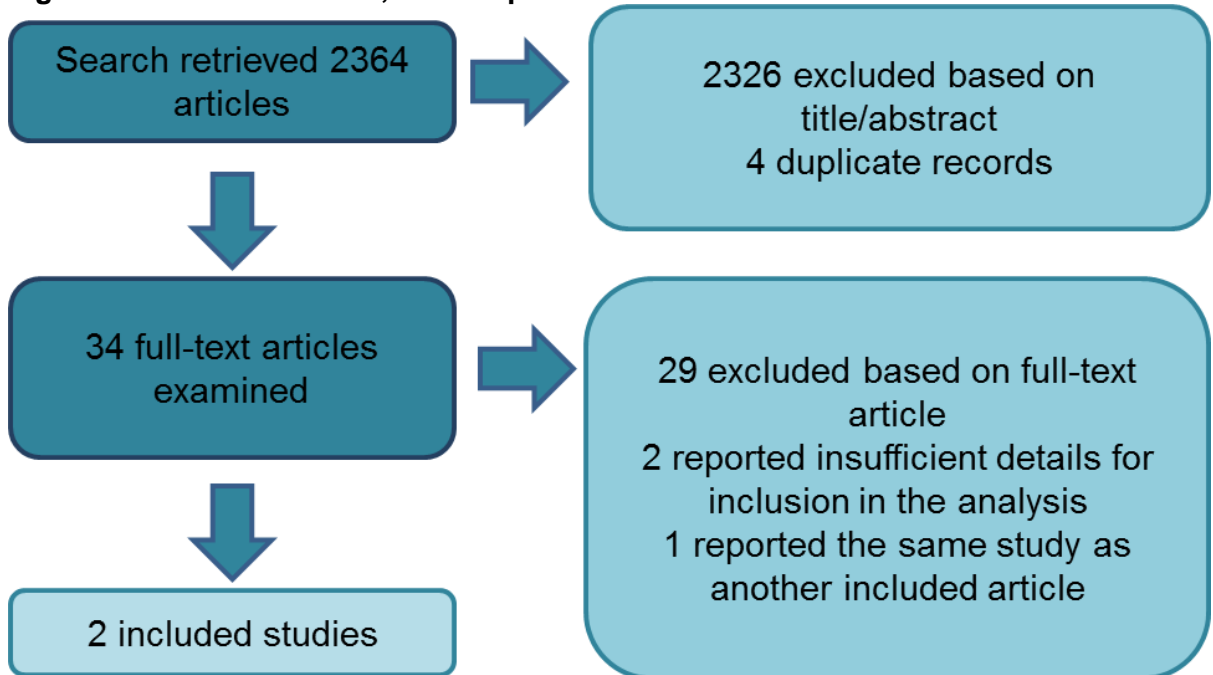 Search retrieved 2364
articles
2326 excluded based on
title/abstract
4 duplicate records
34 full-text articles
examined
29 excluded based on full-text
article
2 reported insufficient details for
inclusion in the analysis
1 reported the same study as
another included article
2 included studies